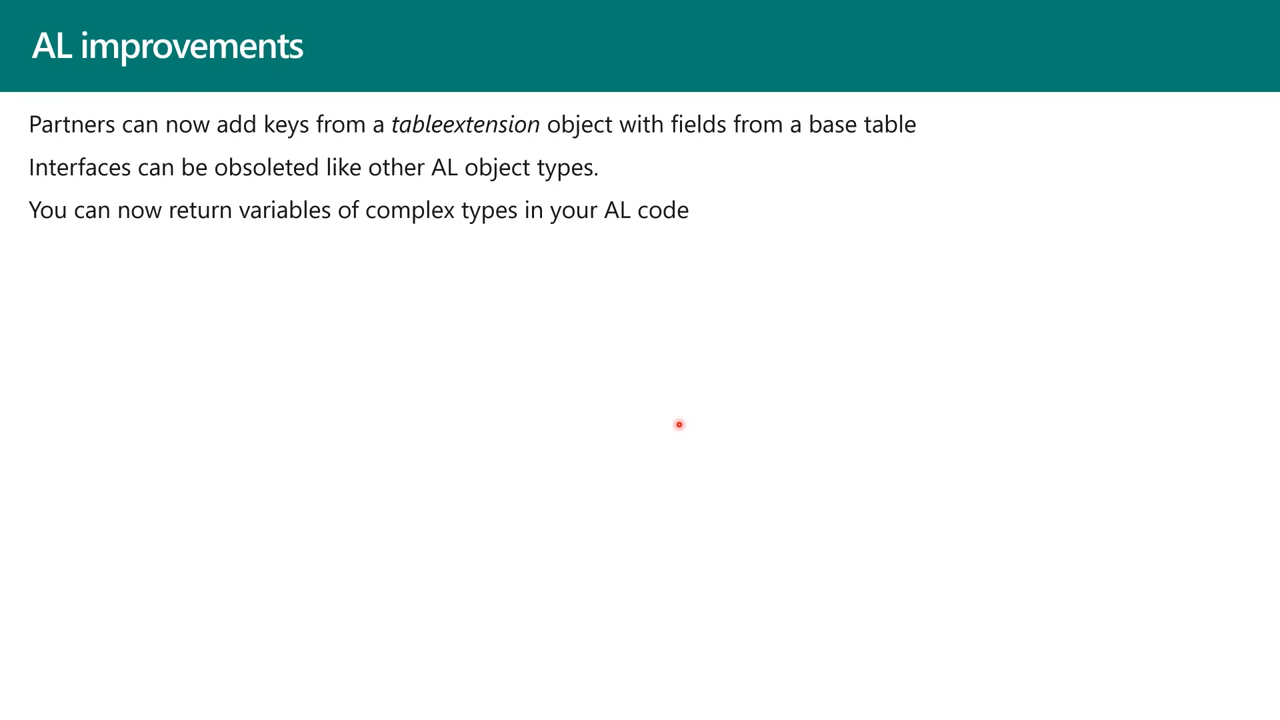 AL improvements
Partners can now add keys from a tableextension object with fields from a base table
Interfaces can be obsoleted like other AL object types.
You can now return variables of complex types in your AL code